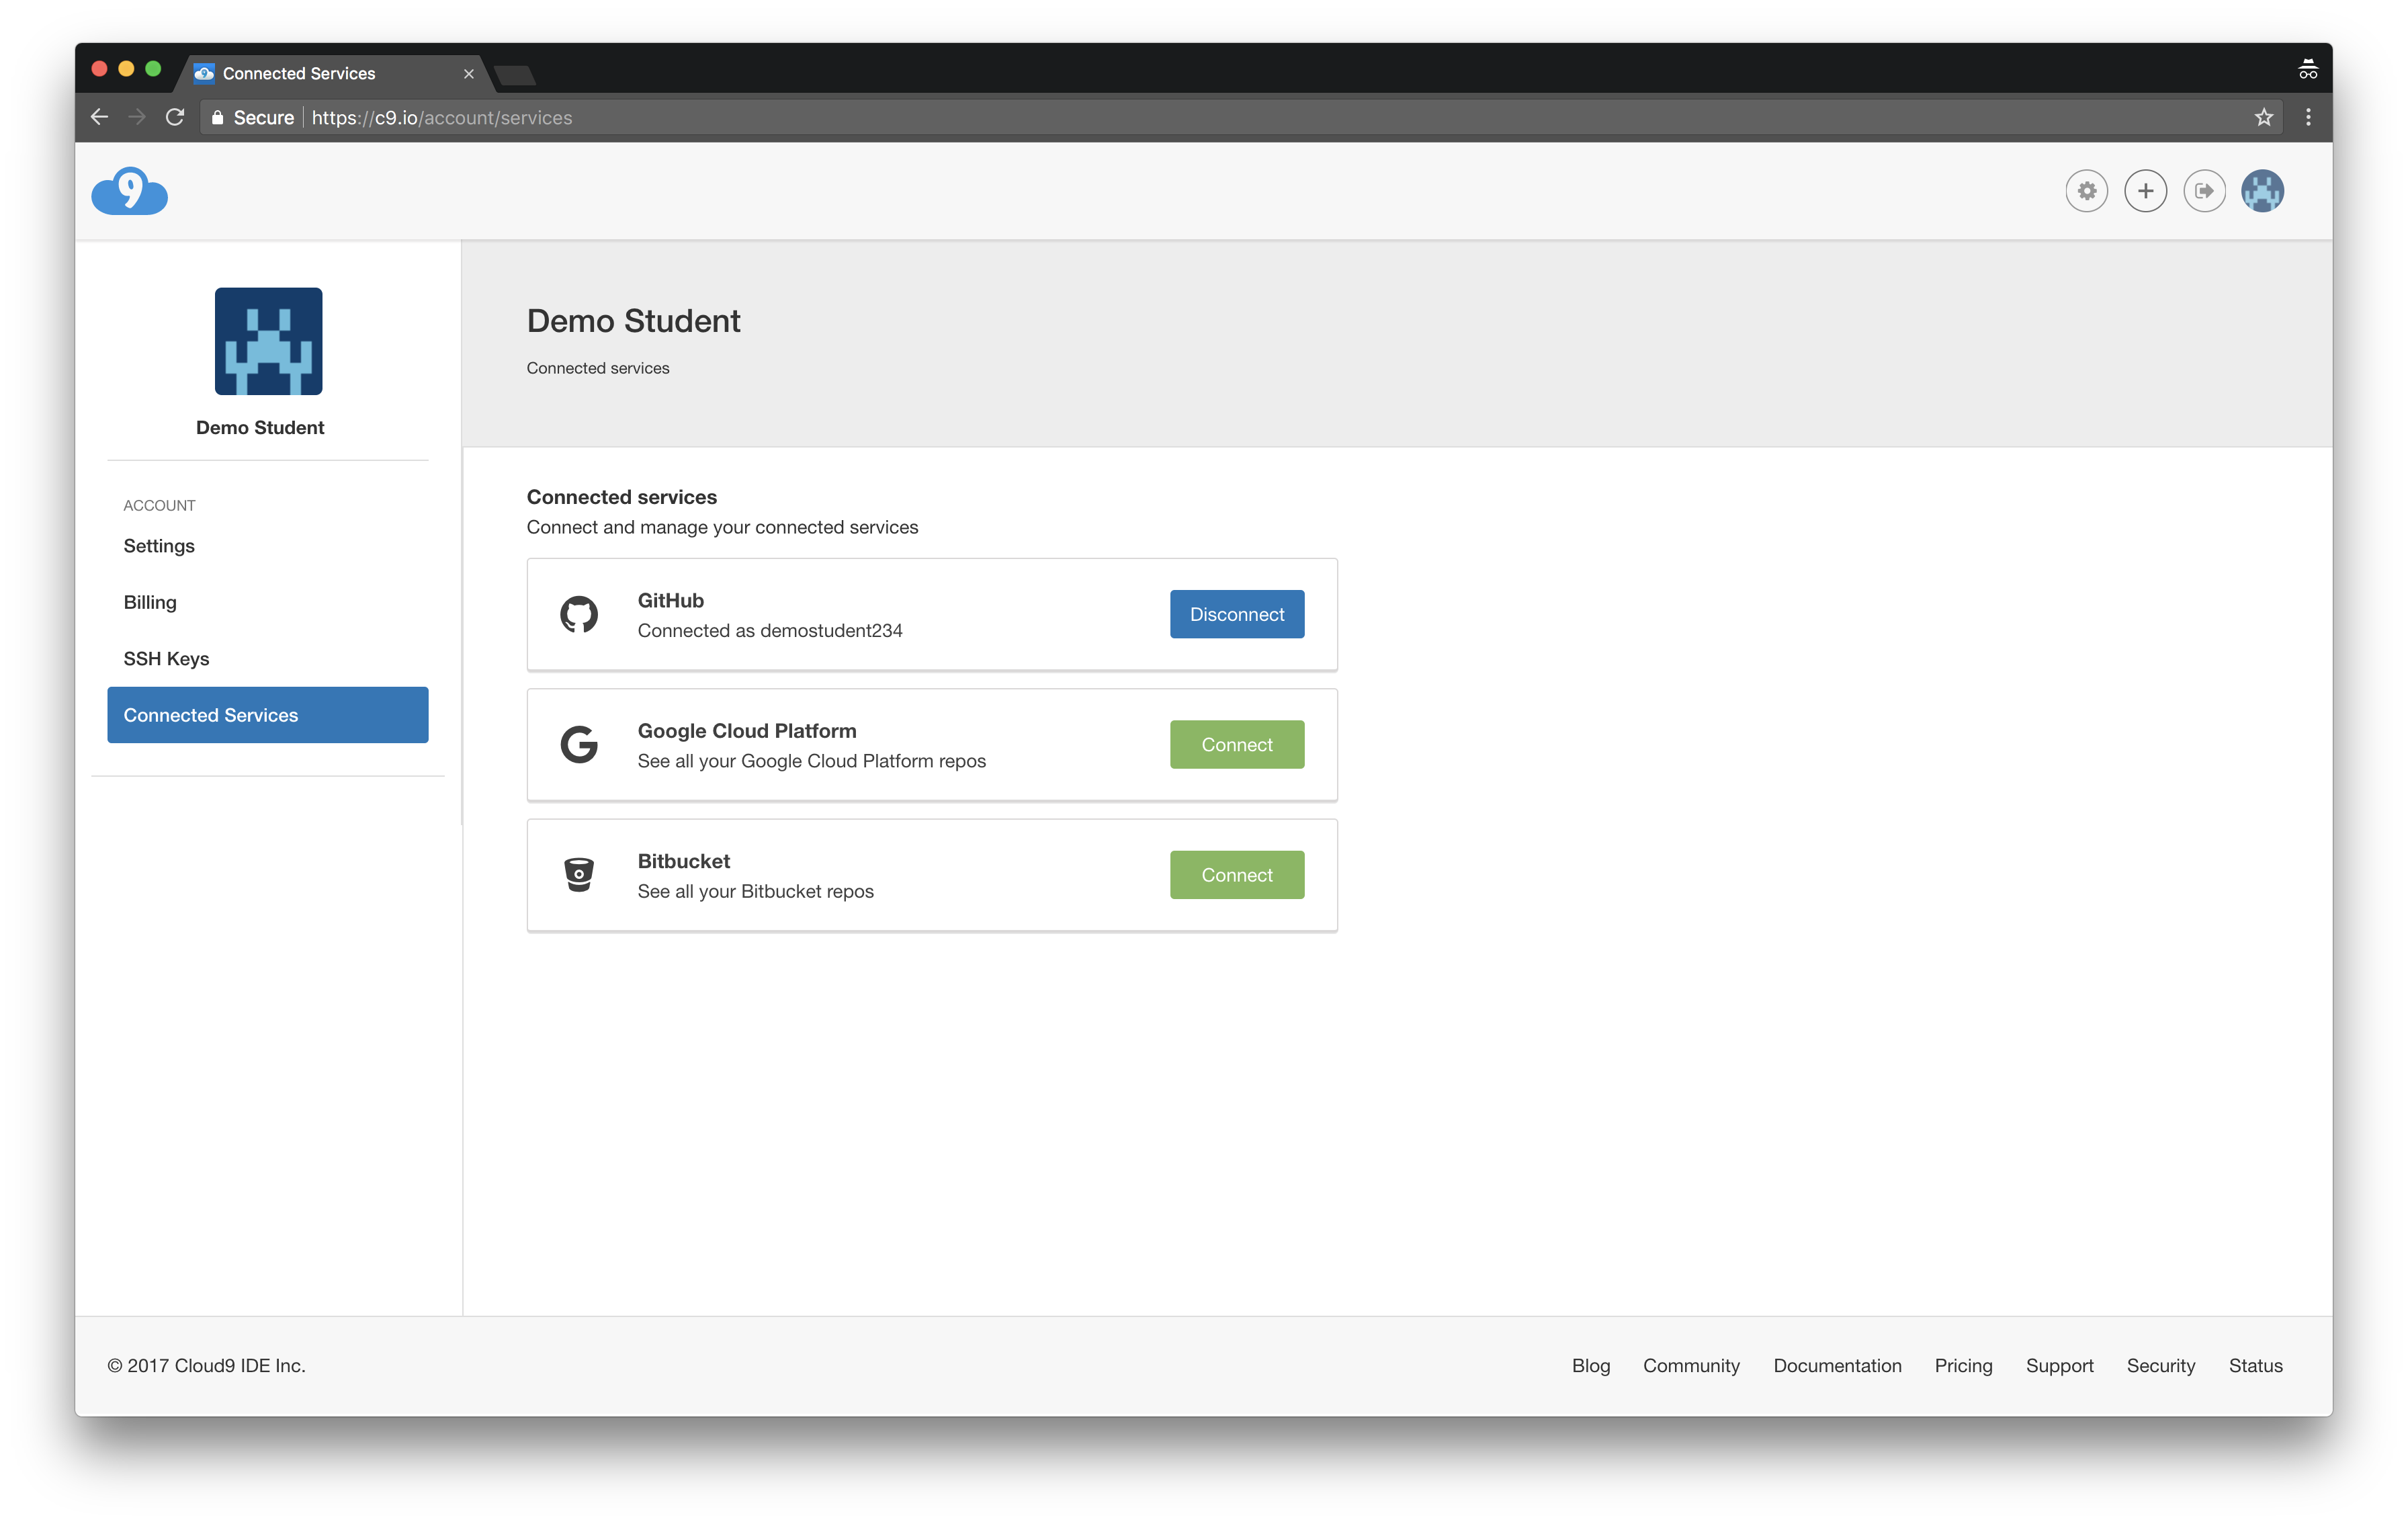 Connected Services
Secure https://c9.io/account/services
9
Demo Student
ACCOUNT
Settings
Billing
SSH Keys
Connected Services
Demo Student
Connected services
Connected services
Connect and manage your connected services
GitHub
Connected as demostudent234
Disconnect
Google Cloud Platform
See all your Google Cloud Platform repos
Connect
Bitbucket
See all your Bitbucket repos
Connect
© 2017 Cloud9 IDE Inc.
Blog Community Documentation Pricing Support Security Status